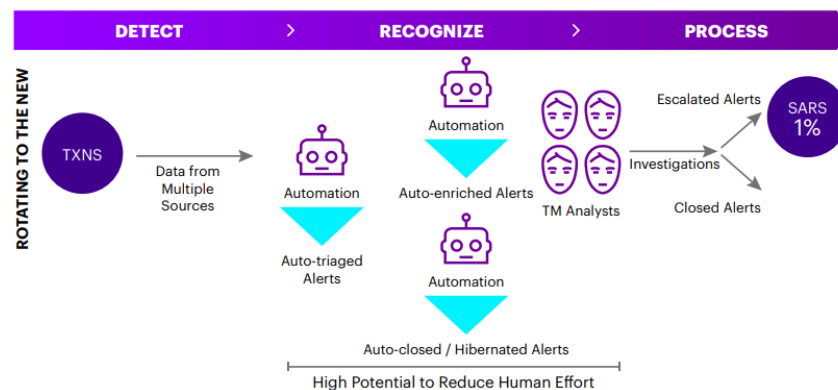 DETECT > RECOGNIZE > PROCESS
ROTATING TO THE NEW
TXNS
Data from
Multiple
Sources
Automation
Auto-triaged
Alerts
Automation
Auto-enriched Alerts
Automation
Auto-closed / Hibernated Alerts
High Potential to Reduce Human Effort
TM Analysts
Investigations
Escalated Alerts
SARS
1%
Closed Alerts